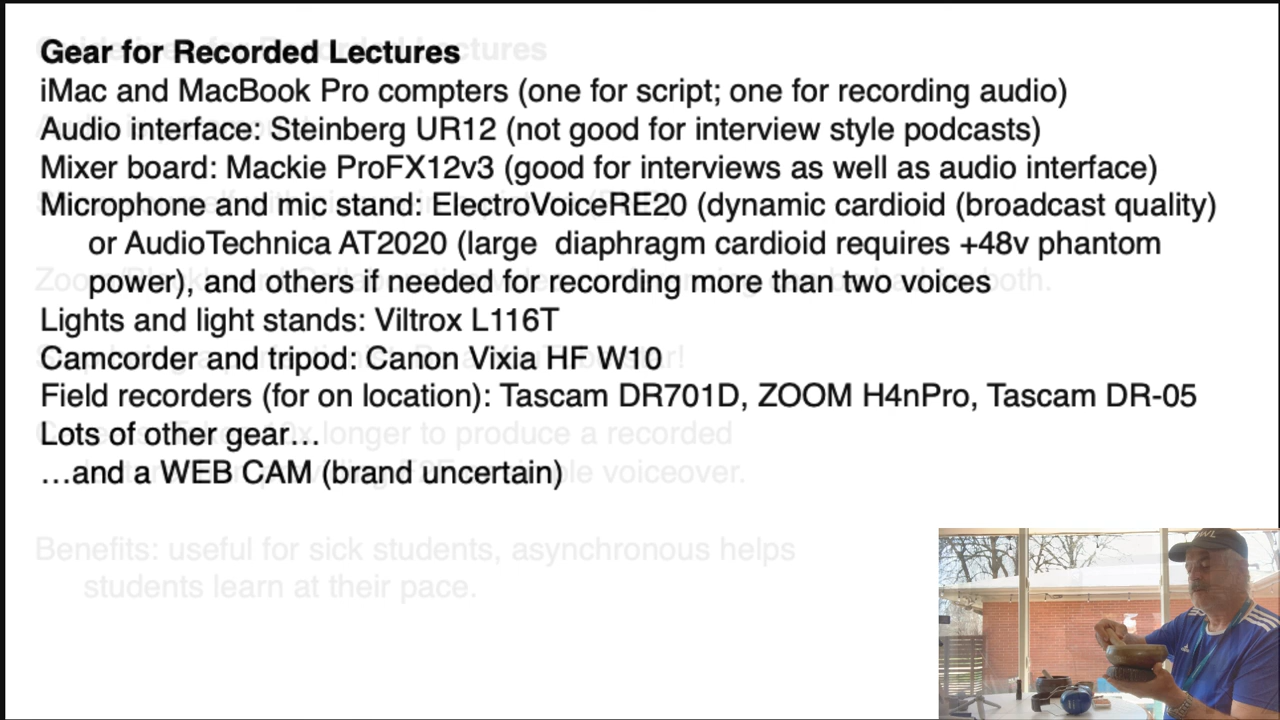 Gear for Recorded Lectures
iMac and MacBook Pro compters (one for script; one for recording audio)
Audio interface: Steinberg UR12 (not good for interview style podcasts)
Mixer board: Mackie ProFX12v3 (good for interviews as well as audio interface)
Microphone and mic stand: ElectroVoiceRE20 (dynamic cardioid (broadcast quality)
or AudioTechnica AT2020 (large diaphragm cardioid requires +48v phantom
power), and others if needed for recording more than two voices
Lights and light stands: Viltrox L116T
Camcorder and tripod: Canon Vixia HF W10
Field recorders (for on location): Tascam DR701D, ZOOM H4nPro, Tascam DR-05
Lots of other gear…
longer to produce a recorded
…and a WEB CAM (brand uncertain)
voiceover.
Benefits: useful for sick students, asynchronous helps
students learn at their pace.